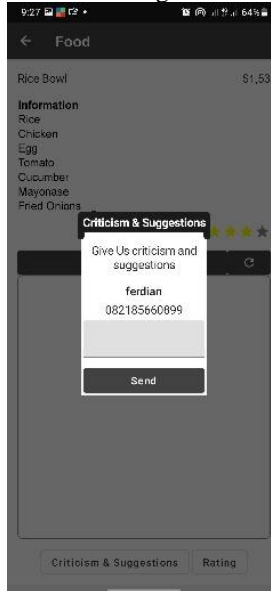 9:27
64%
Food
Rice Bowl $1,53
Information
Rice
Chicken
Egg
Tomato
Cucumber
Mayonase
Fried Onions
Criticism & Suggestions
Give Us criticism and
suggestions
ferdian
082185660899
Send
Criticism & Suggestions Rating